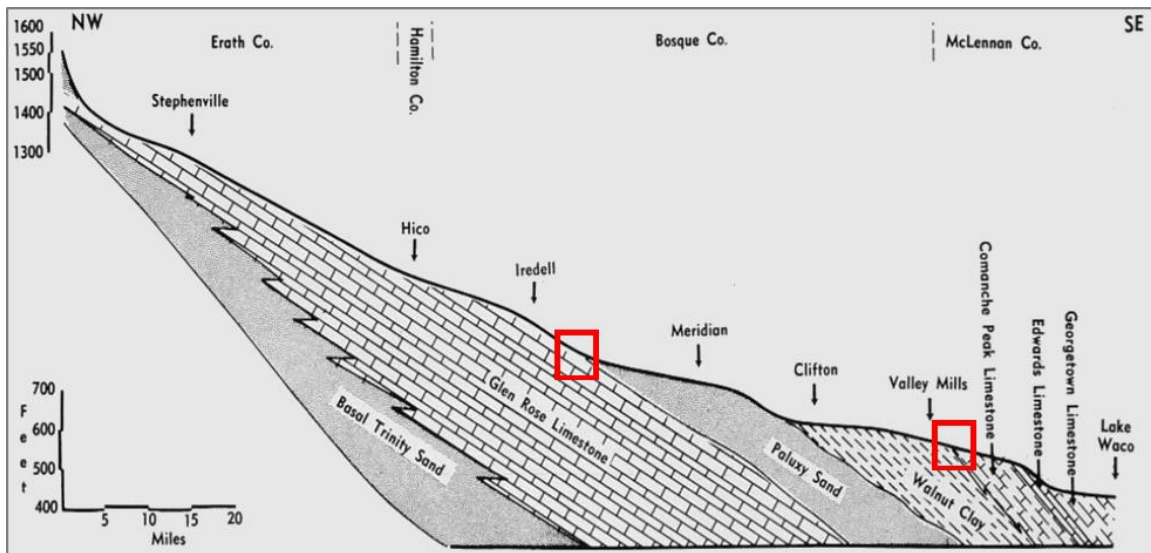 NW
SE
1600
1550
1500
1400
1300
Erath Co.
Hamilton Co.
Bosque Co.
McLennan Co.
Stephenville
Hico
Iredell
Meridian
Clifton
Valley Mills
Comanche Peak Limestone
Edwards Limestone
Georgetown Limestone
Lake
Waco
Basal Trinity Sand
Glen Rose Limestone
Paluxy Sand
Walnut Clay
700
600
500
400
Feet
5 10 15 20
Miles